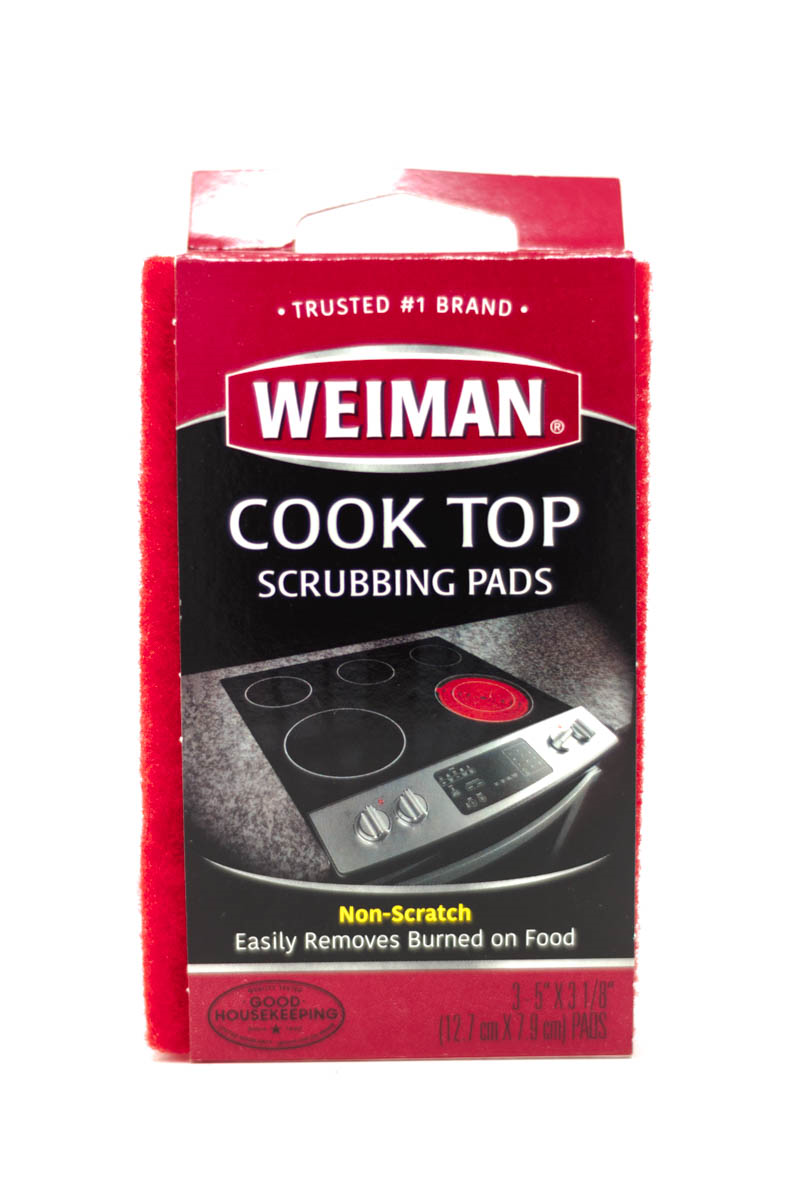 • TRUSTED #1 BRAND •
WEIMAN®
COOK TOP
SCRUBBING PADS
Non-Scratch
Easily Removes Burned on Food
GOOD
HOUSEKEEPING
3 5" X 3 1/8"
(12.7 cm X 7.9 cm) PADS